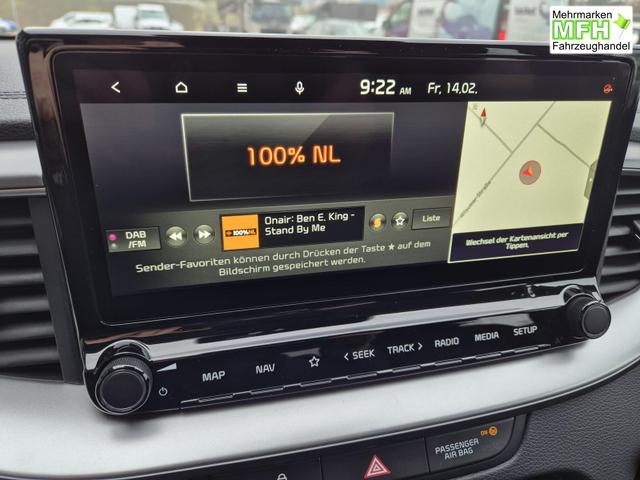 Mehrmarken
MFH
Fahrzeughandel
9:22 AM
Fr, 14.02.
100% NL
DAB
/FM
100%NL
Onair: Ben E. King -
Stand By Me
Liste
Sender-Favoriten können durch Drücken der Taste ★ auf dem
Bildschirm gespeichert werden.
Wechsel der Kartenansicht per
Tippen.
MAP
NAV
☆
< SEEK
TRACK >
RADIO
MEDIA
SETUP
PASSENGER
AIR BAG
ON